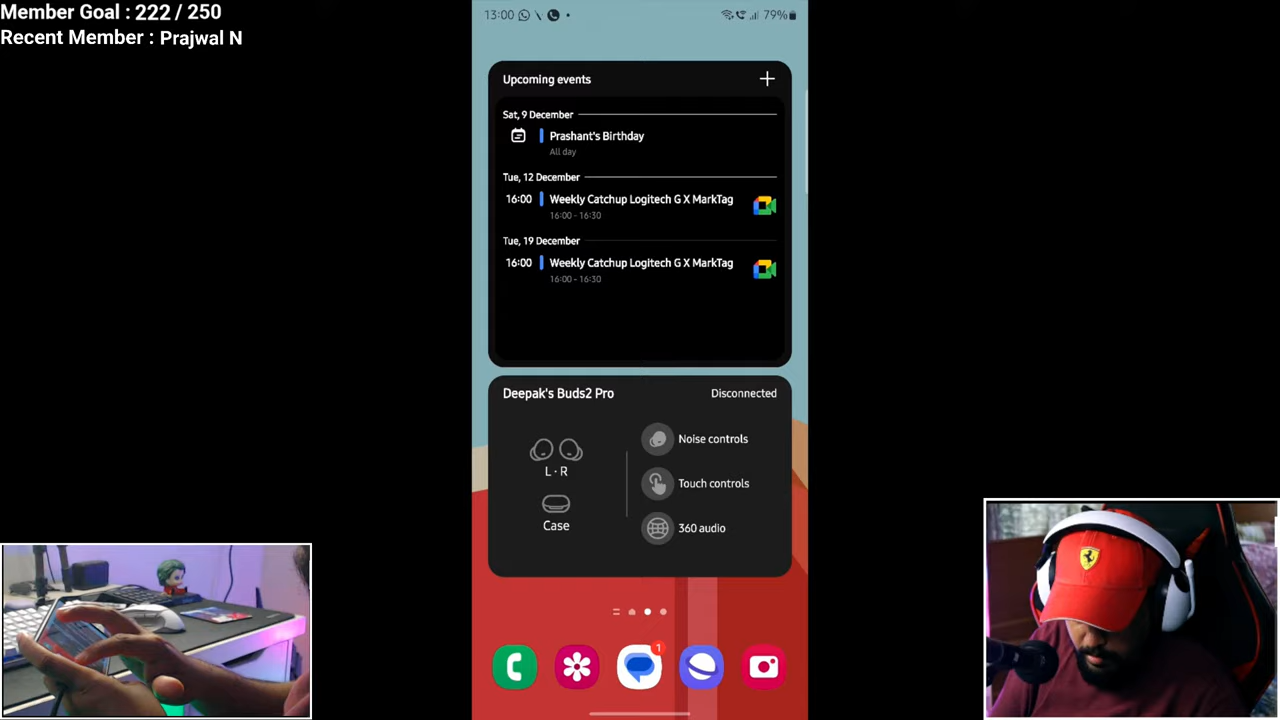 Member Goal : 222 / 250
Recent Member : Prajwal N
13:00
79%
Upcoming events
Sat, 9 December
Prashant's Birthday
All day
Tue, 12 December
16:00 Weekly Catchup Logitech G X MarkTag
16:00 - 16:30
Tue, 19 December
16:00 Weekly Catchup Logitech G X MarkTag
16:00 - 16:30
Deepak's Buds2 Pro Disconnected
Noise controls
L · R
Touch controls
Case
360 audio
1